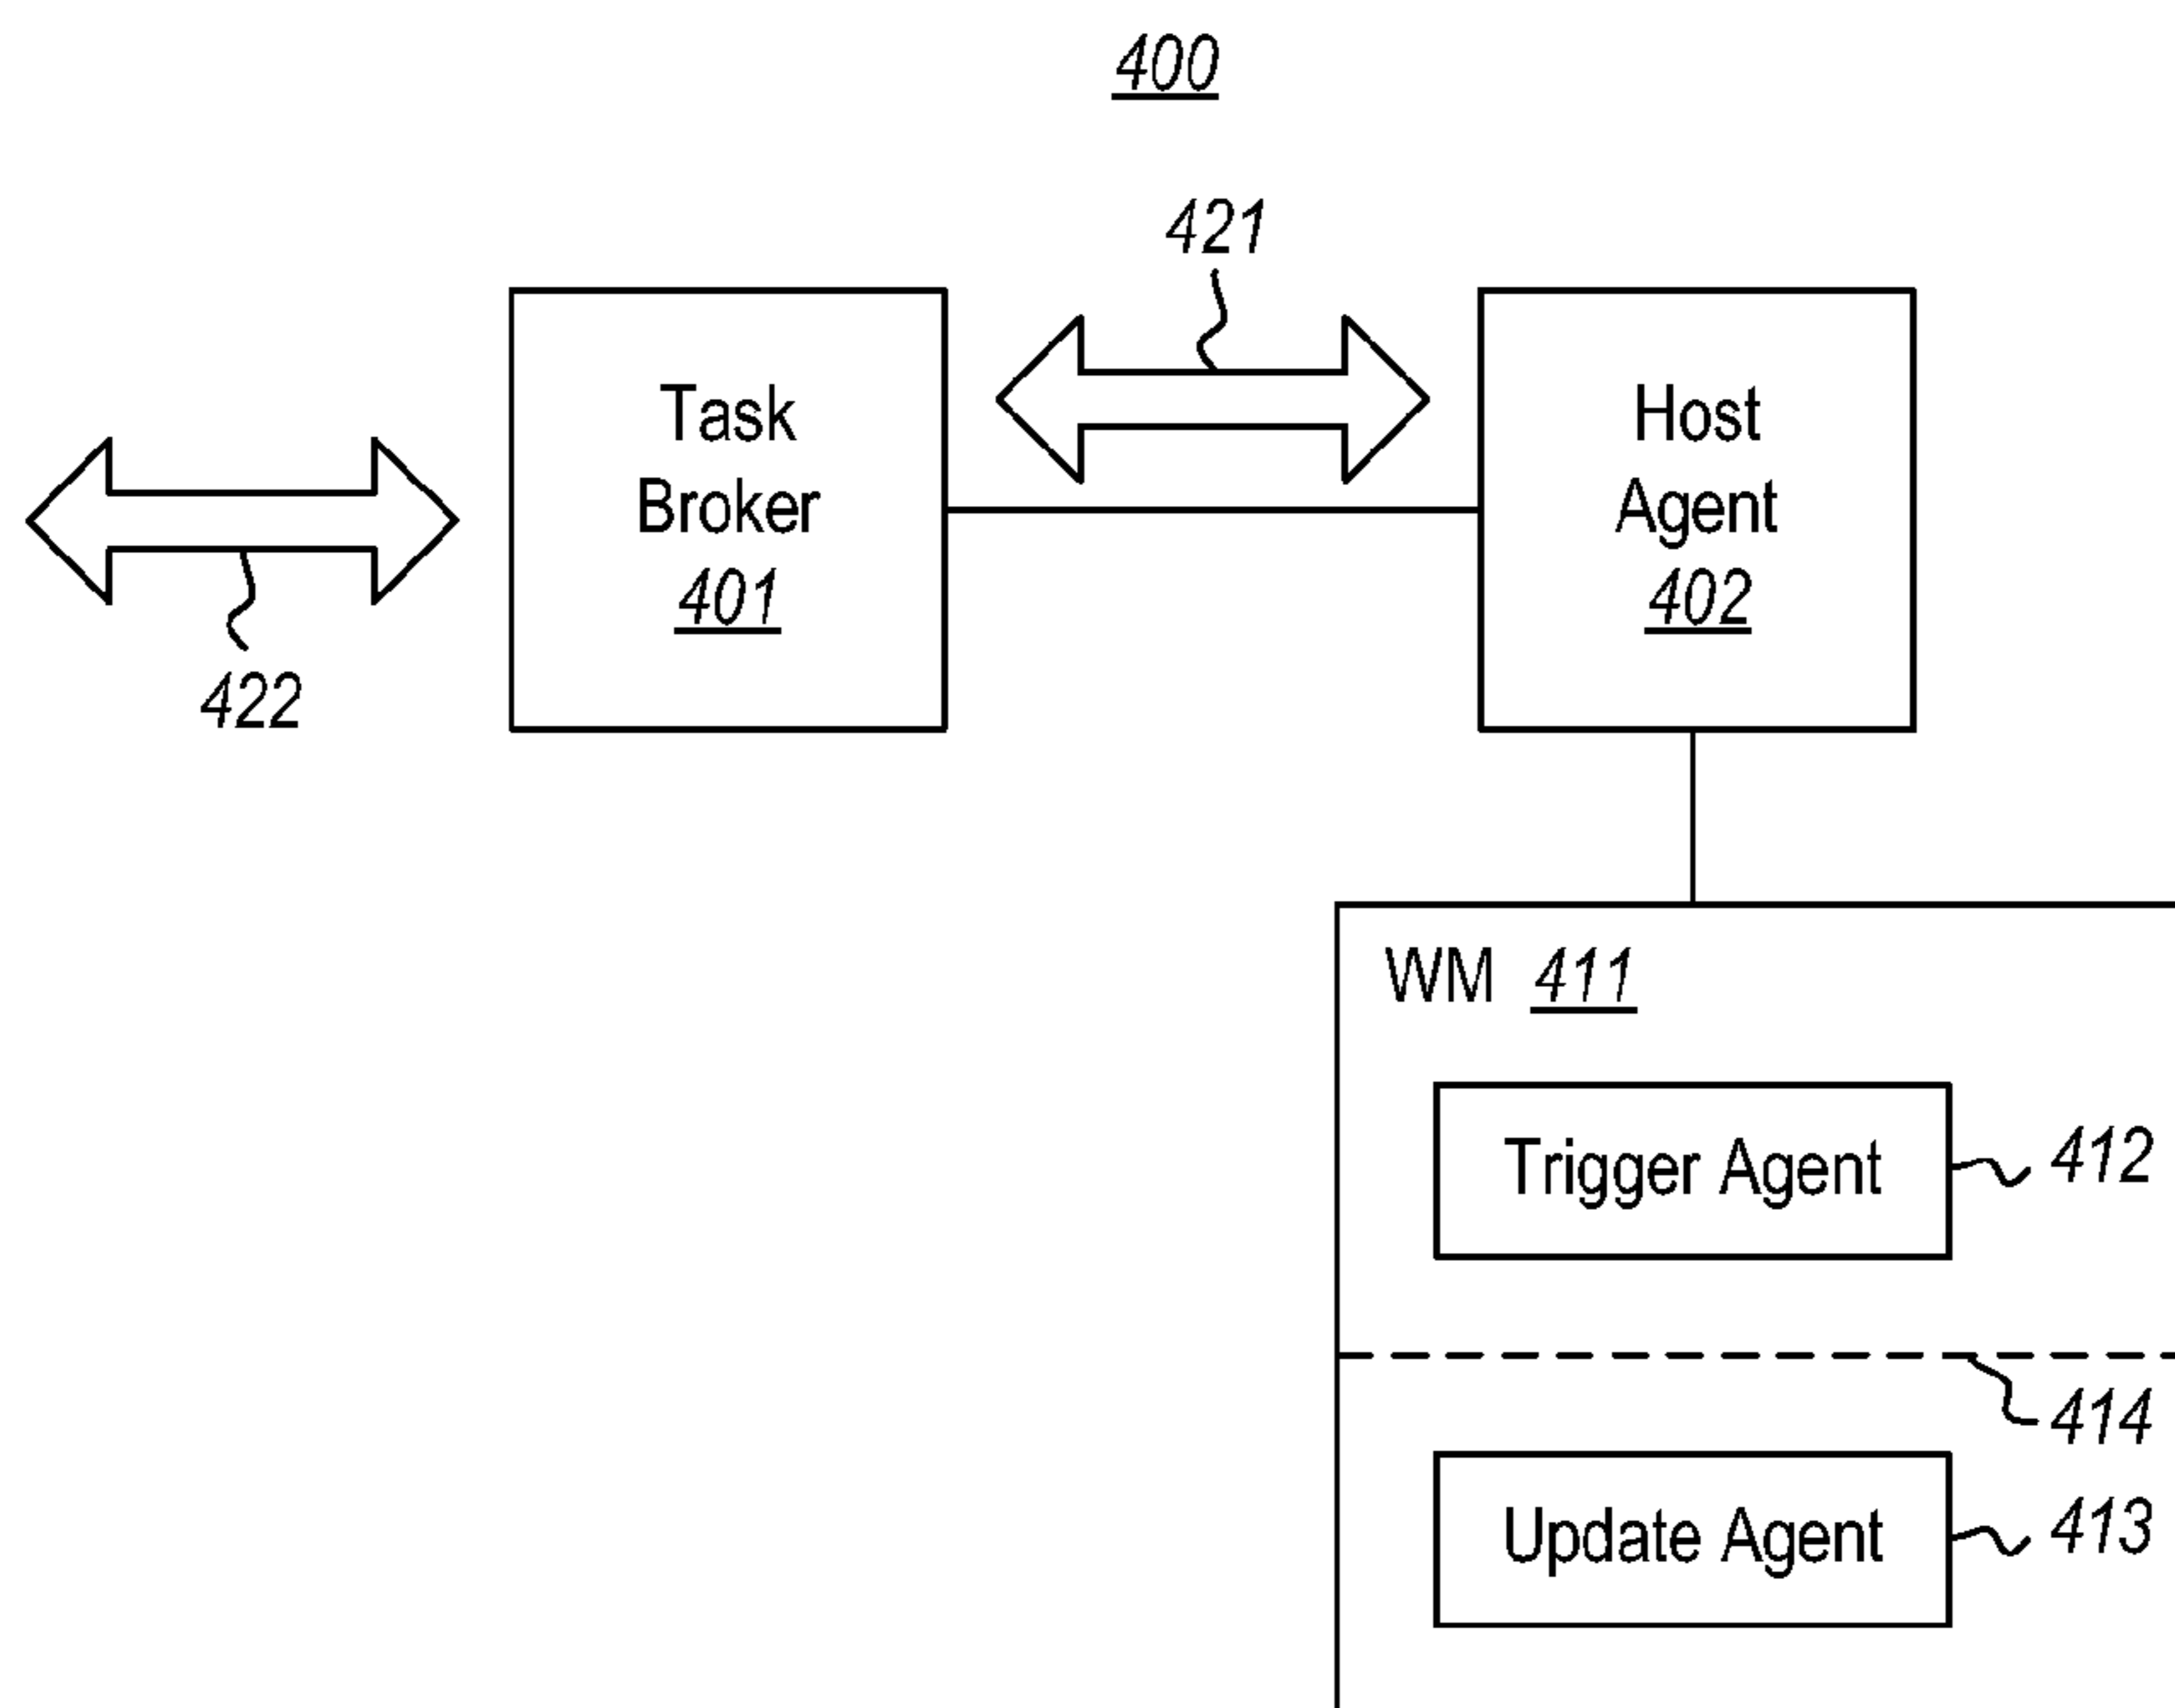 400
421
Task
Broker
401
Host
Agent
402
422
WM 411
Trigger Agent
412
414
Update Agent
413